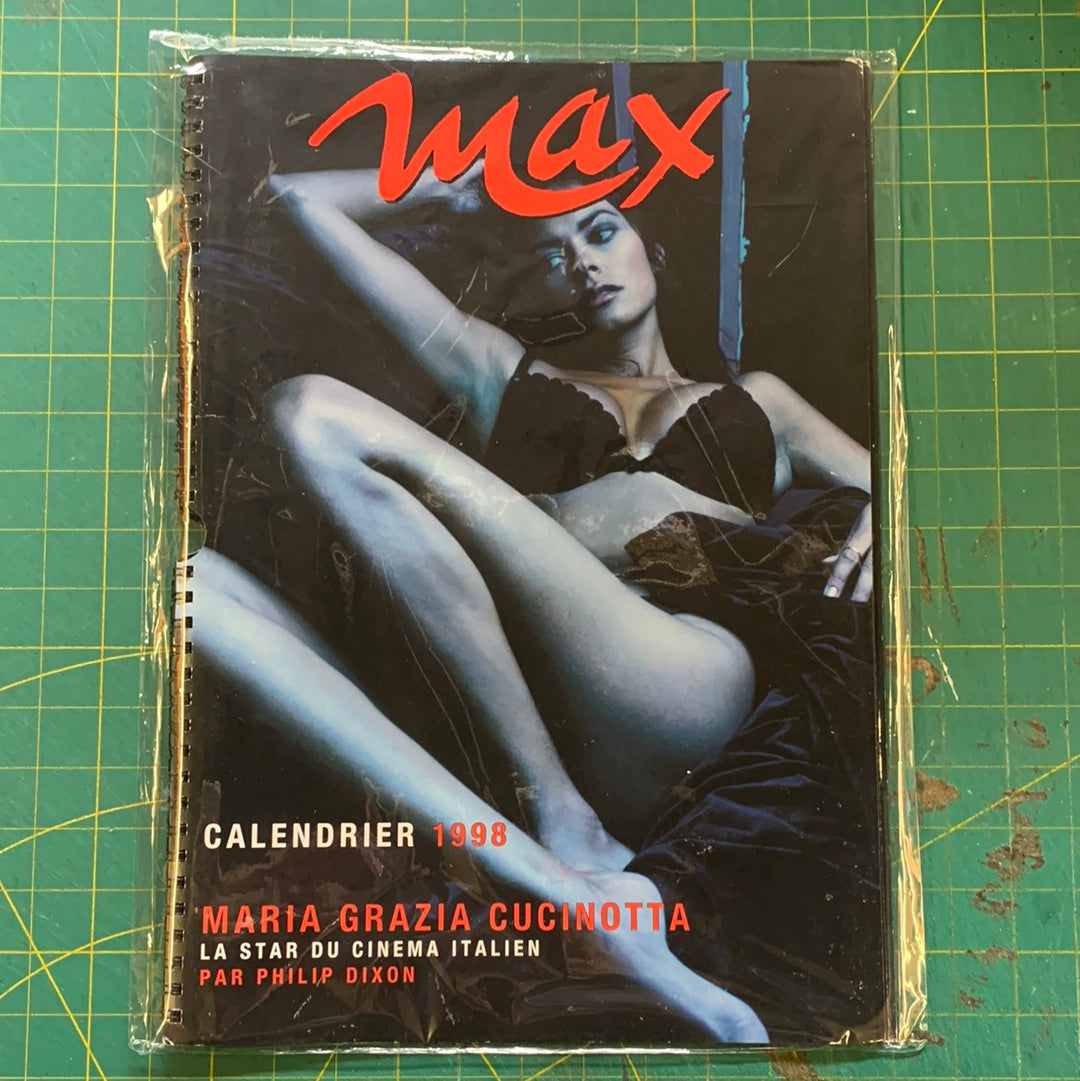 max
CALENDRIER 1998
MARIA GRAZIA CUCINOTTA
LA STAR DU CINEMA ITALIEN
PAR PHILIP DIXON